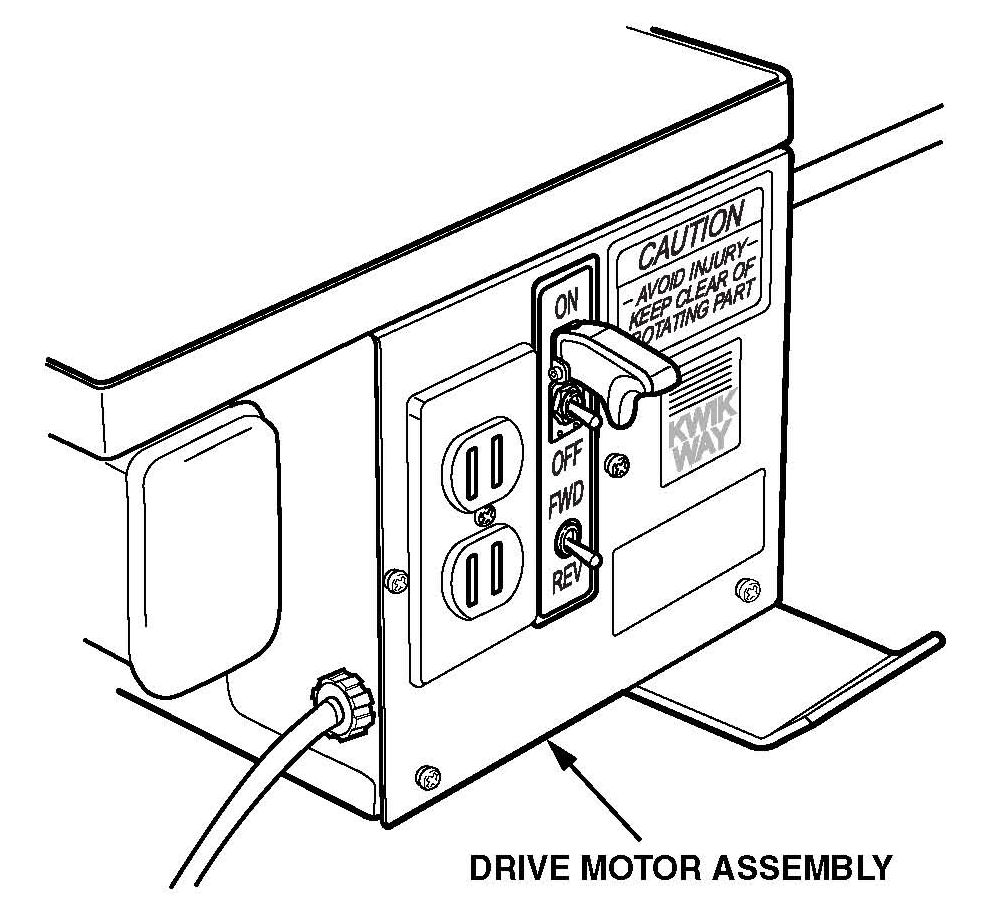 CAUTION
- AVOID INJURY-
KEEP CLEAR OF
ROTATING PART
ON
OFF
FWD
REV
KWIK
WAY
DRIVE MOTOR ASSEMBLY